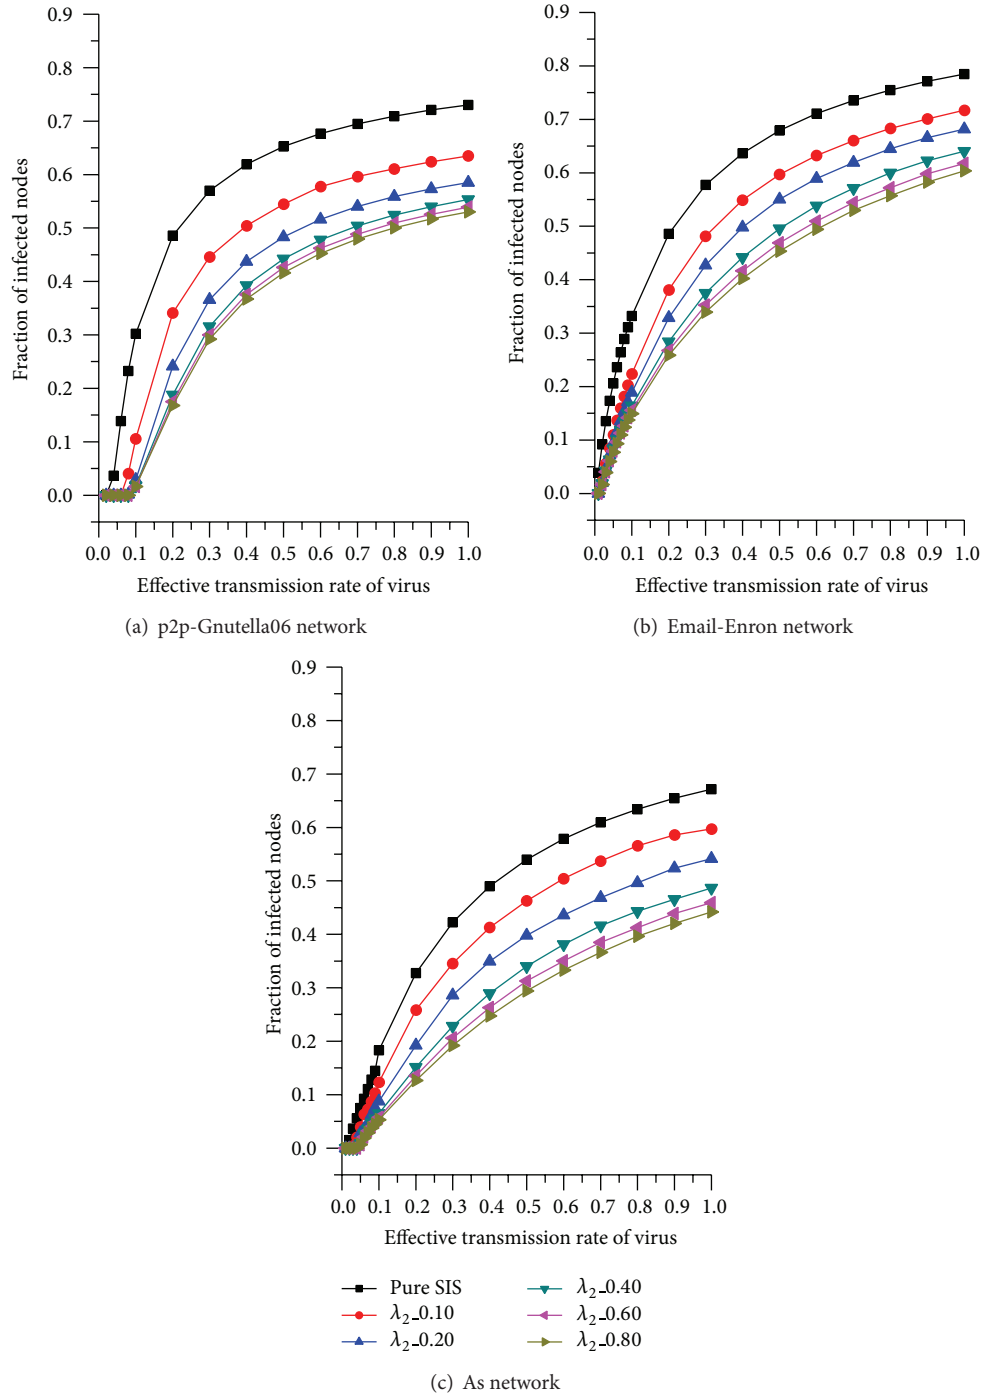 0.9
0.8
0.7
0.6
0.5
0.4
0.3
0.2
0.1
0.0
Fraction of infected nodes
0.0 0.1 0.2 0.3 0.4 0.5 0.6 0.7 0.8 0.9 1.0
Effective transmission rate of virus
(a) p2p-Gnutella06 network
0.9
0.8
0.7
0.6
0.5
0.4
0.3
0.2
0.1
0.0
Fraction of infected nodes
0.0 0.1 0.2 0.3 0.4 0.5 0.6 0.7 0.8 0.9 1.0
Effective transmission rate of virus
(b) Email-Enron network
0.9
0.8
0.7
0.6
0.5
0.4
0.3
0.2
0.1
0.0
Fraction of infected nodes
0.0 0.1 0.2 0.3 0.4 0.5 0.6 0.7 0.8 0.9 1.0
Effective transmission rate of virus
Pure SIS
λ₂_0.10
λ₂_0.20
λ₂_0.40
λ₂_0.60
λ₂_0.80
(c) As network